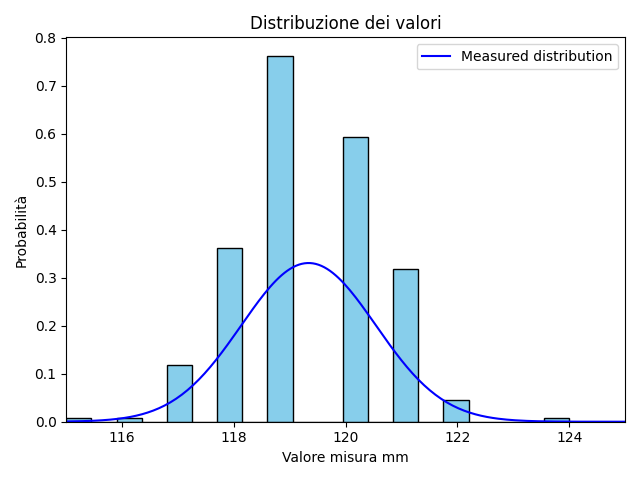 Distribuzione dei valori
Measured distribution
0.8
0.7
0.6
0.5
0.4
0.3
0.2
0.1
0.0
Probabilità
116 118 120 122 124
Valore misura mm